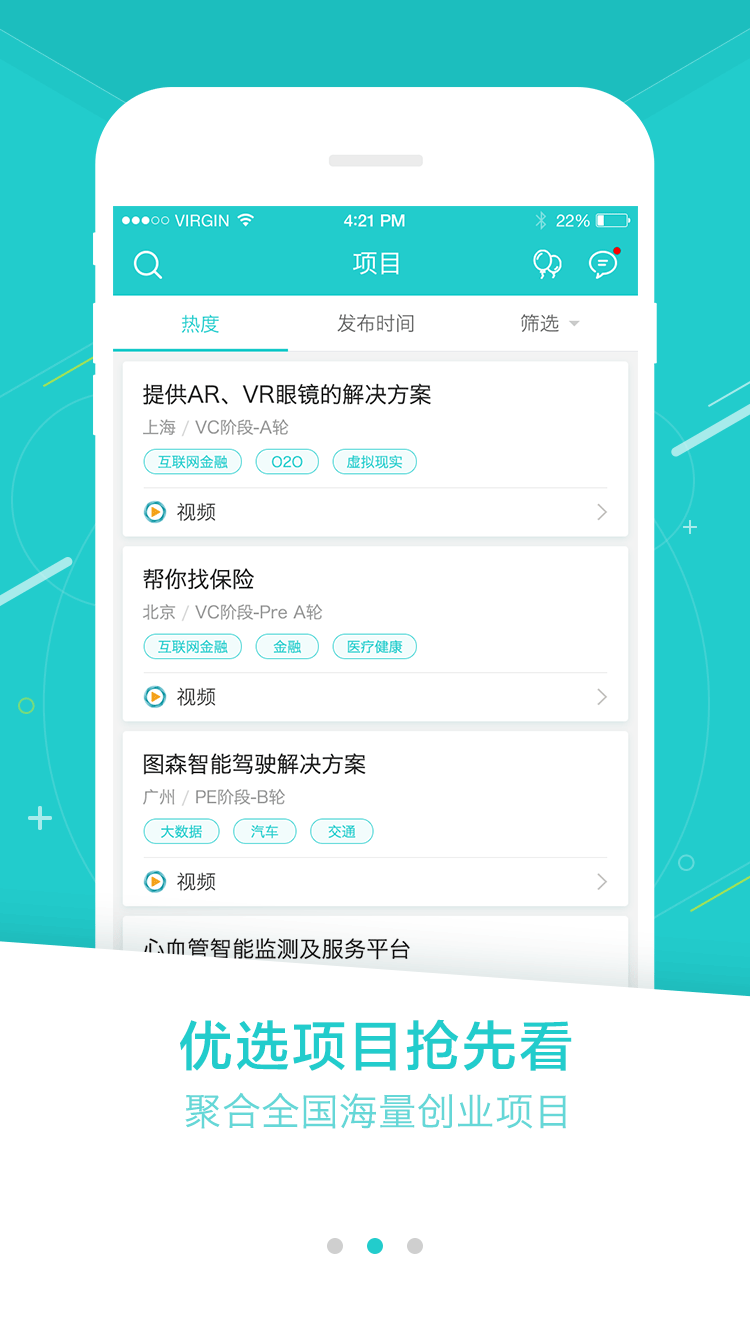 VIRGIN 4:21 PM 22%
项目
热度 发布时间 筛选
提供AR、VR眼镜的解决方案
上海 / VC阶段-A轮
互联网金融 O2O 虚拟现实
视频
帮你找保险
北京 / VC阶段-Pre A轮
互联网金融 金融 医疗健康
视频
图森智能驾驶解决方案
广州 / PE阶段-B轮
大数据 汽车 交通
视频
心血管智能监测及服务平台
优选项目抢先看
聚合全国海量创业项目